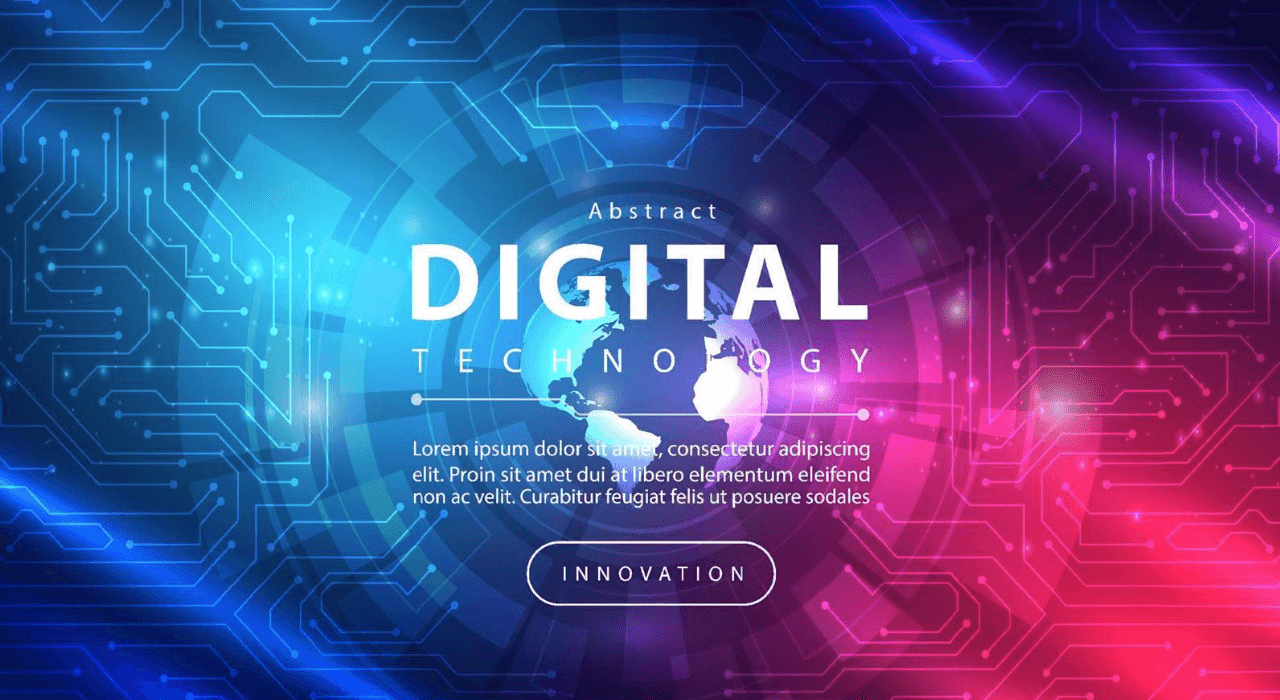 Abstract
DIGITAL
TECHNOLOGY
Lorem ipsum dolor sit amet, consectetur adipiscing
elit. Proin sit amet dui at libero elementum eleifend
non ac velit. Curabitur feugiat felis ut posuere sodales
INNOVATION